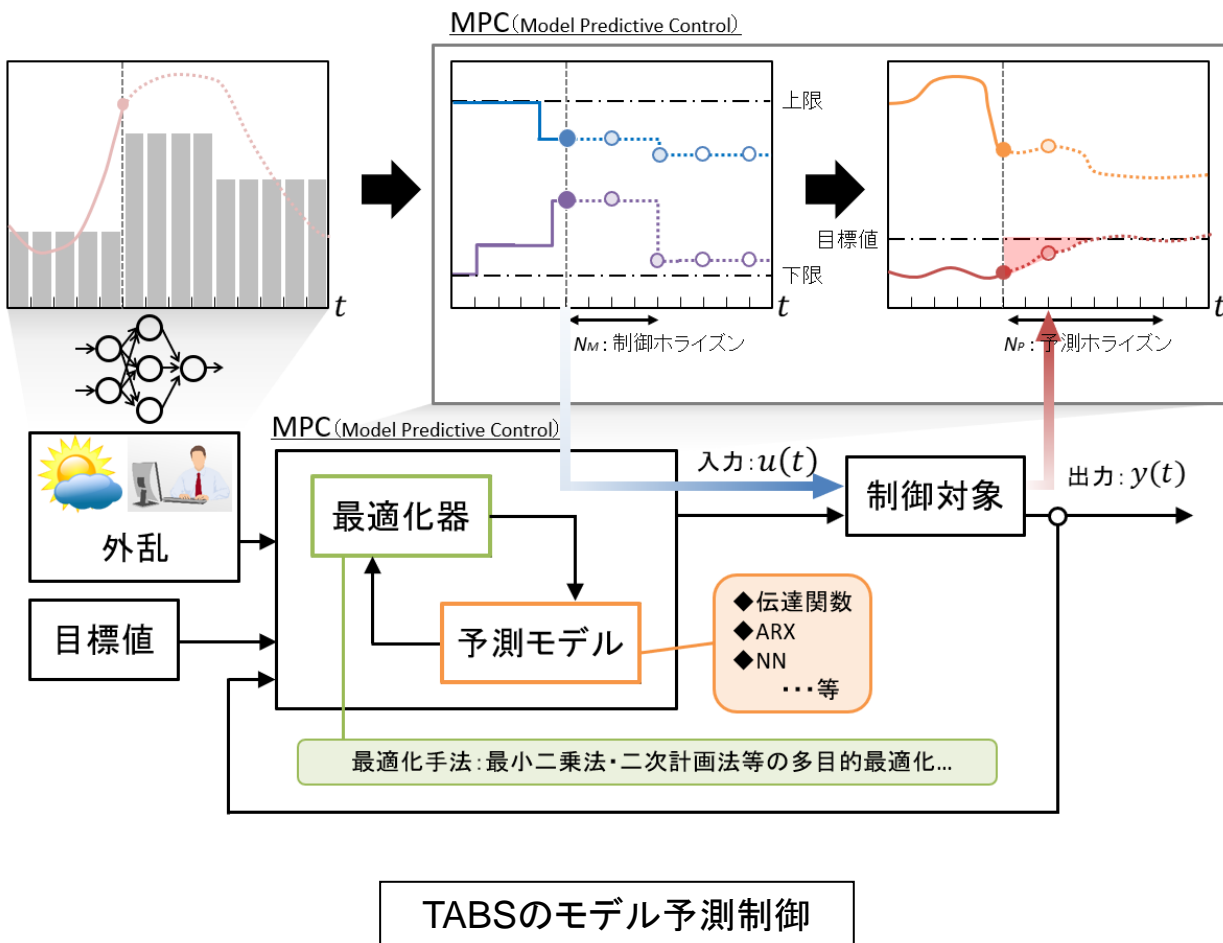 MPC(Model Predictive Control)
上限
下限
t
t
t
目標値
NM：制御ホライズン
NP：予測ホライズン
MPC(Model Predictive Control)
外乱
目標値
最適化器
予測モデル
入力：u(t)
制御対象
出力：y(t)
◆伝達関数
◆ARX
◆NN
･･･等
最適化手法：最小二乗法・二次計画法等の多目的最適化…
TABSのモデル予測制御